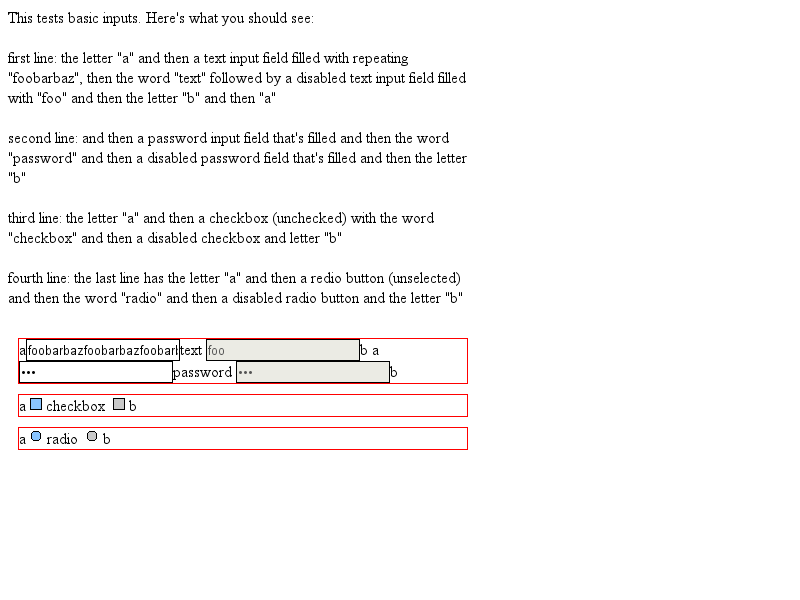 This tests basic inputs. Here's what you should see:
first line: the letter "a" and then a text input field filled with repeating
"foobarbaz", then the word "text" followed by a disabled text input field filled
with "foo" and then the letter "b" and then "a"
second line: and then a password input field that's filled and then the word
"password" and then a disabled password field that's filled and then the letter
"b"
third line: the letter "a" and then a checkbox (unchecked) with the word
"checkbox" and then a disabled checkbox and letter "b"
fourth line: the last line has the letter "a" and then a redio button (unselected)
and then the word "radio" and then a disabled radio button and the letter "b"
a foobarbazfoobarbazfoobarl text foo b a
••• password ••• b
a checkbox b
a radio b